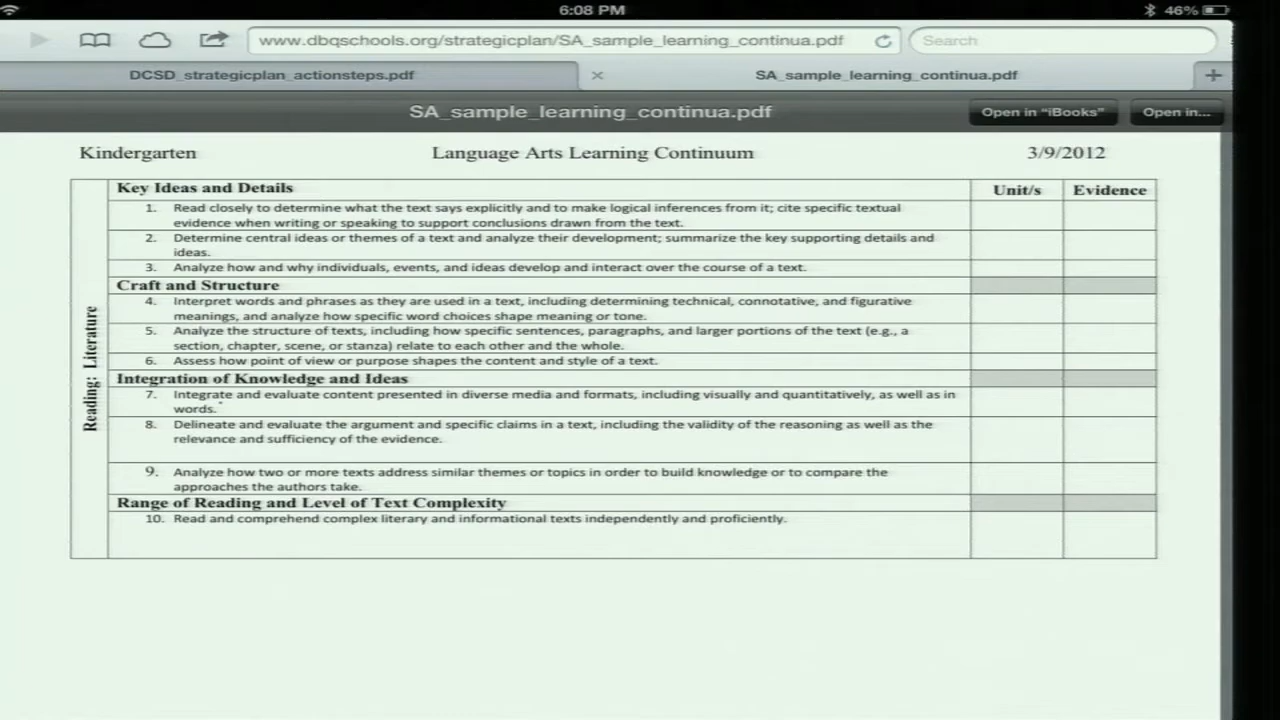 6:08 PM
46%
www.dbqschools.org/strategicplan/SA_sample_learning_continua.pdf
Search
DCSD_strategicplan_actionsteps.pdf
SA_sample_learning_continua.pdf
SA_sample_learning_continua.pdf
Open in "iBooks"
Open in...
Kindergarten
Language Arts Learning Continuum
3/9/2012
Reading: Literature
Key Ideas and Details
Unit/s
Evidence
1. Read closely to determine what the text says explicitly and to make logical inferences from it; cite specific textual
evidence when writing or speaking to support conclusions drawn from the text.
2. Determine central ideas or themes of a text and analyze their development; summarize the key supporting details and
ideas.
3. Analyze how and why individuals, events, and ideas develop and interact over the course of a text.
Craft and Structure
4. Interpret words and phrases as they are used in a text, including determining technical, connotative, and figurative
meanings, and analyze how specific word choices shape meaning or tone.
5. Analyze the structure of texts, including how specific sentences, paragraphs, and larger portions of the text (e.g., a
section, chapter, scene, or stanza) relate to each other and the whole.
6. Assess how point of view or purpose shapes the content and style of a text.
Integration of Knowledge and Ideas
7. Integrate and evaluate content presented in diverse media and formats, including visually and quantitatively, as well as in
words.
8. Delineate and evaluate the argument and specific claims in a text, including the validity of the reasoning as well as the
relevance and sufficiency of the evidence.
9. Analyze how two or more texts address similar themes or topics in order to build knowledge or to compare the
approaches the authors take.
Range of Reading and Level of Text Complexity
10. Read and comprehend complex literary and informational texts independently and proficiently.